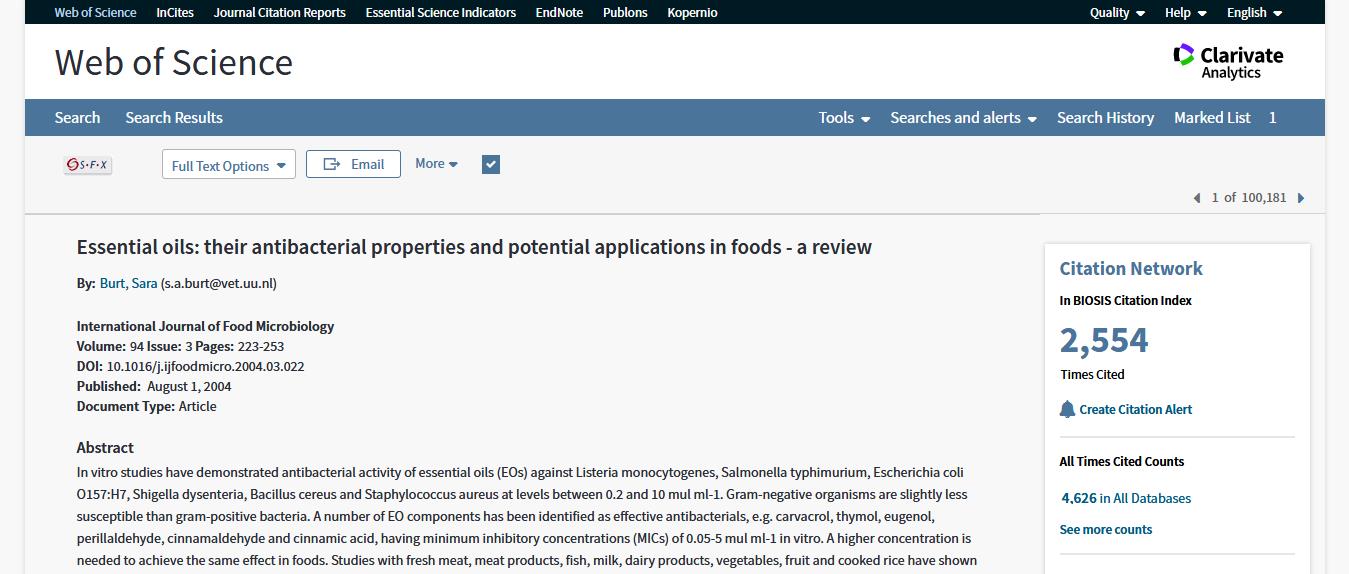 Web of Science InCites Journal Citation Reports Essential Science Indicators EndNote Publons Kopernio Quality Help English
Web of Science
Clarivate
Analytics
Search Search Results Tools Searches and alerts Search History Marked List 1
S·F·X Full Text Options Email More
1 of 100,181
Essential oils: their antibacterial properties and potential applications in foods - a review
By: Burt, Sara (s.a.burt@vet.uu.nl)
International Journal of Food Microbiology
Volume: 94 Issue: 3 Pages: 223-253
DOI: 10.1016/j.ijfoodmicro.2004.03.022
Published: August 1, 2004
Document Type: Article
Abstract
In vitro studies have demonstrated antibacterial activity of essential oils (EOs) against Listeria monocytogenes, Salmonella typhimurium, Escherichia coli
O157:H7, Shigella dysenteria, Bacillus cereus and Staphylococcus aureus at levels between 0.2 and 10 mul ml-1. Gram-negative organisms are slightly less
susceptible than gram-positive bacteria. A number of EO components has been identified as effective antibacterials, e.g. carvacrol, thymol, eugenol,
perillaldehyde, cinnamaldehyde and cinnamic acid, having minimum inhibitory concentrations (MICs) of 0.05-5 mul ml-1 in vitro. A higher concentration is
needed to achieve the same effect in foods. Studies with fresh meat, meat products, fish, milk, dairy products, vegetables, fruit and cooked rice have shown
Citation Network
In BIOSIS Citation Index
2,554
Times Cited
Create Citation Alert
All Times Cited Counts
4,626 in All Databases
See more counts